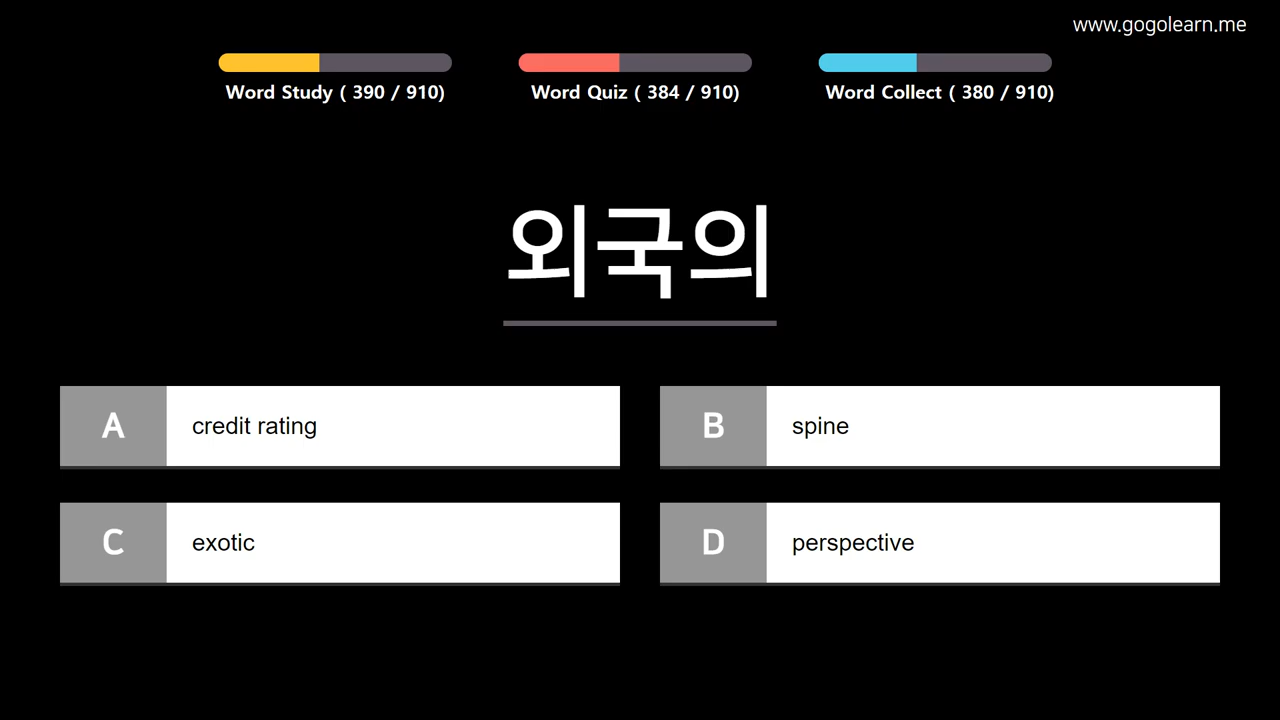 www.gogolearn.me
Word Study ( 390 / 910)
Word Quiz ( 384 / 910)
Word Collect ( 380 / 910)
외국의
A credit rating
B spine
C exotic
D perspective